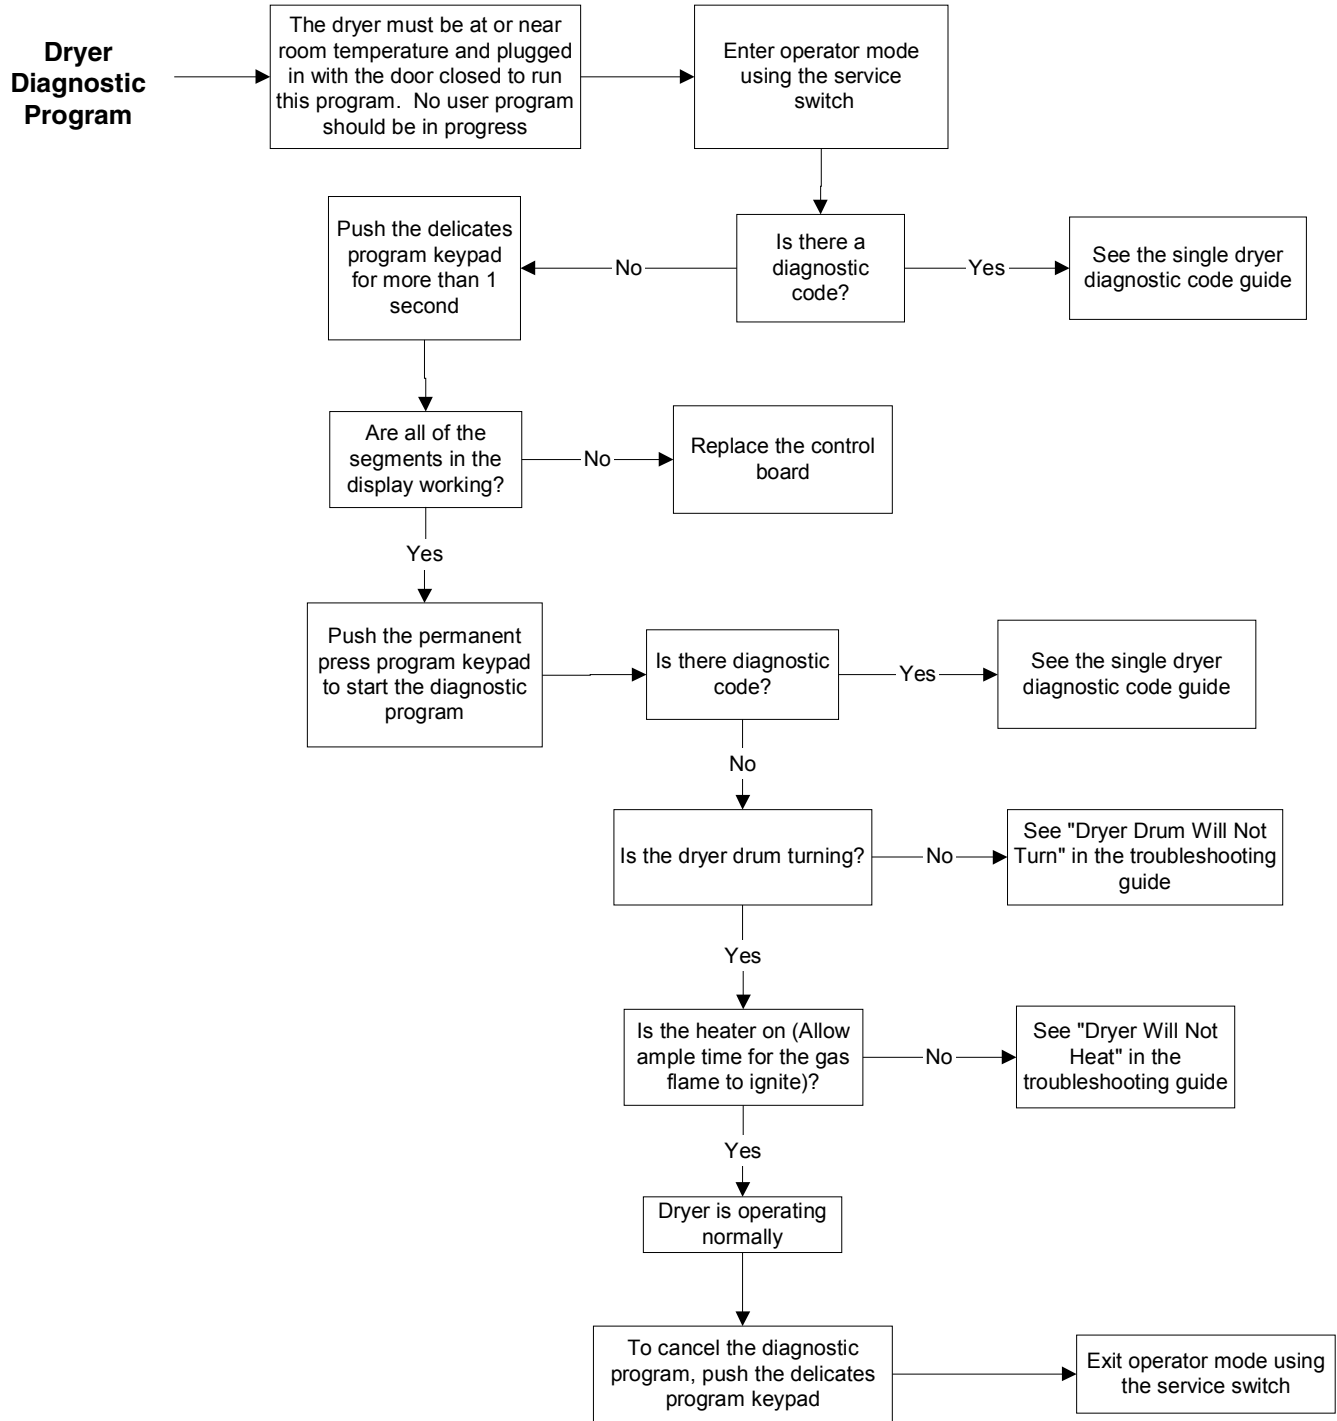 Dryer
Diagnostic
Program
The dryer must be at or near
room temperature and plugged
in with the door closed to run
this program.  No user program
should be in progress
Enter operator mode
using the service
switch
Is there a
diagnostic
code?
Yes
See the single dryer
diagnostic code guide
No
Push the delicates
program keypad
for more than 1
second
Are all of the
segments in the
display working?
No
Replace the control
board
Yes
Push the permanent
press program keypad
to start the diagnostic
program
Is there diagnostic
code?
Yes
See the single dryer
diagnostic code guide
No
Is the dryer drum turning?
No
See "Dryer Drum Will Not
Turn" in the troubleshooting
guide
Yes
Is the heater on (Allow
ample time for the gas
flame to ignite)?
No
See "Dryer Will Not
Heat" in the
troubleshooting guide
Yes
Dryer is operating
normally
To cancel the diagnostic
program, push the delicates
program keypad
Exit operator mode using
the service switch